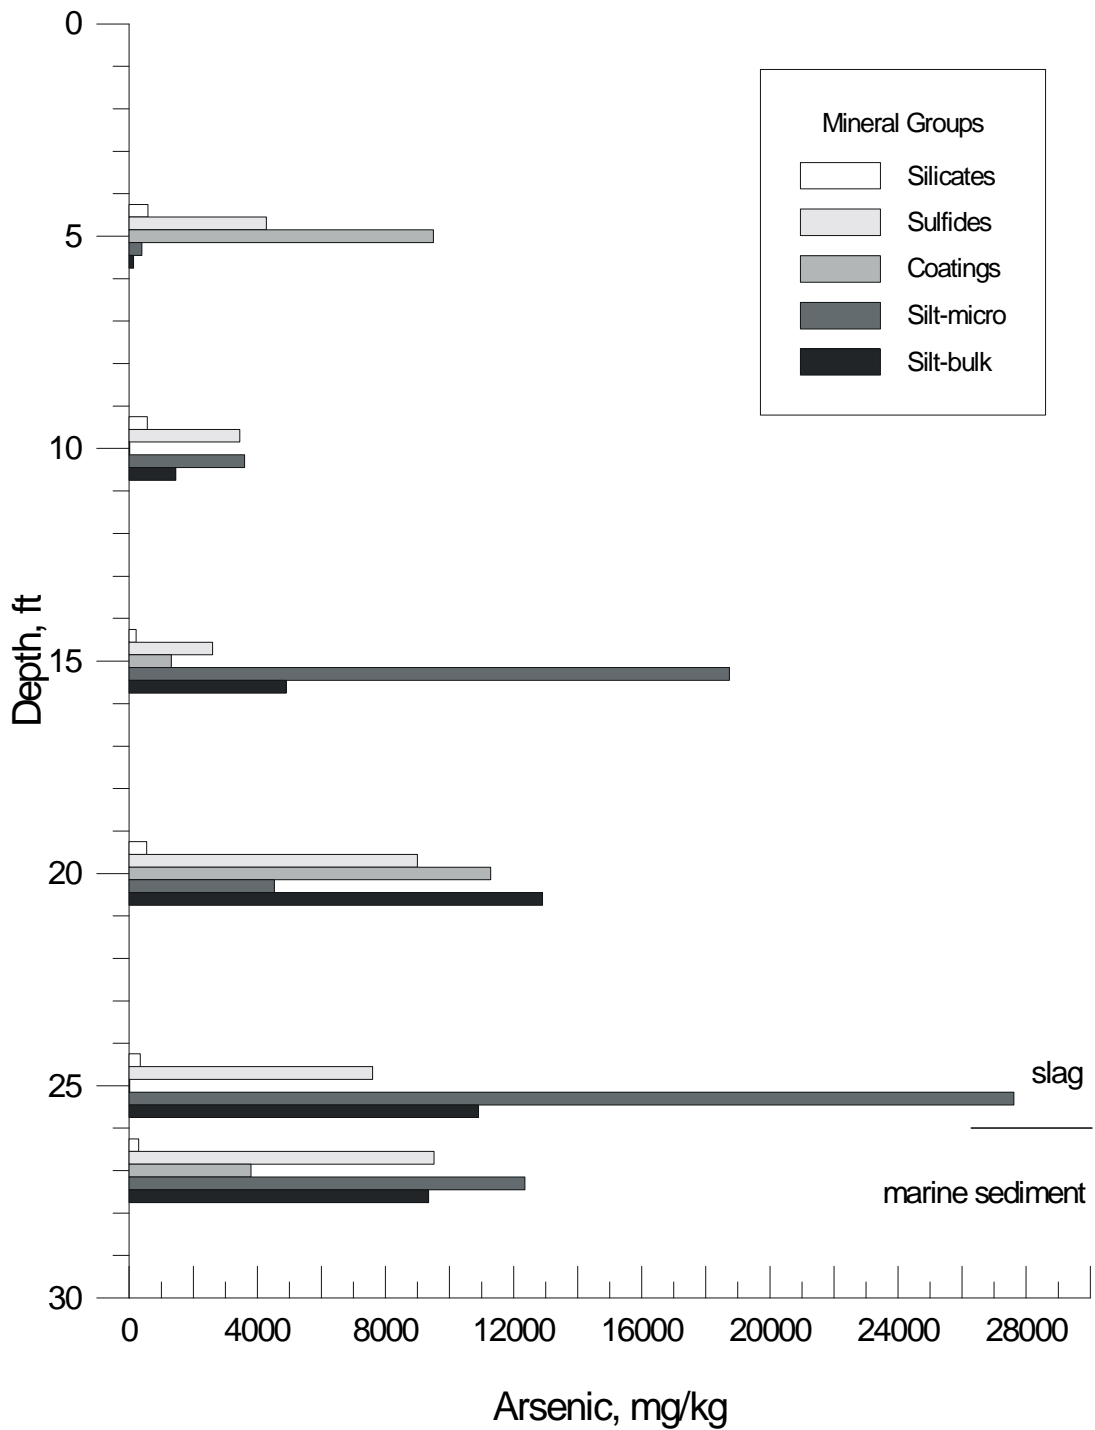 0
5
10
15
20
25
30
Depth, ft
Mineral Groups
Silicates
Sulfides
Coatings
Silt-micro
Silt-bulk
slag
marine sediment
0 4000 8000 12000 16000 20000 24000 28000
Arsenic, mg/kg